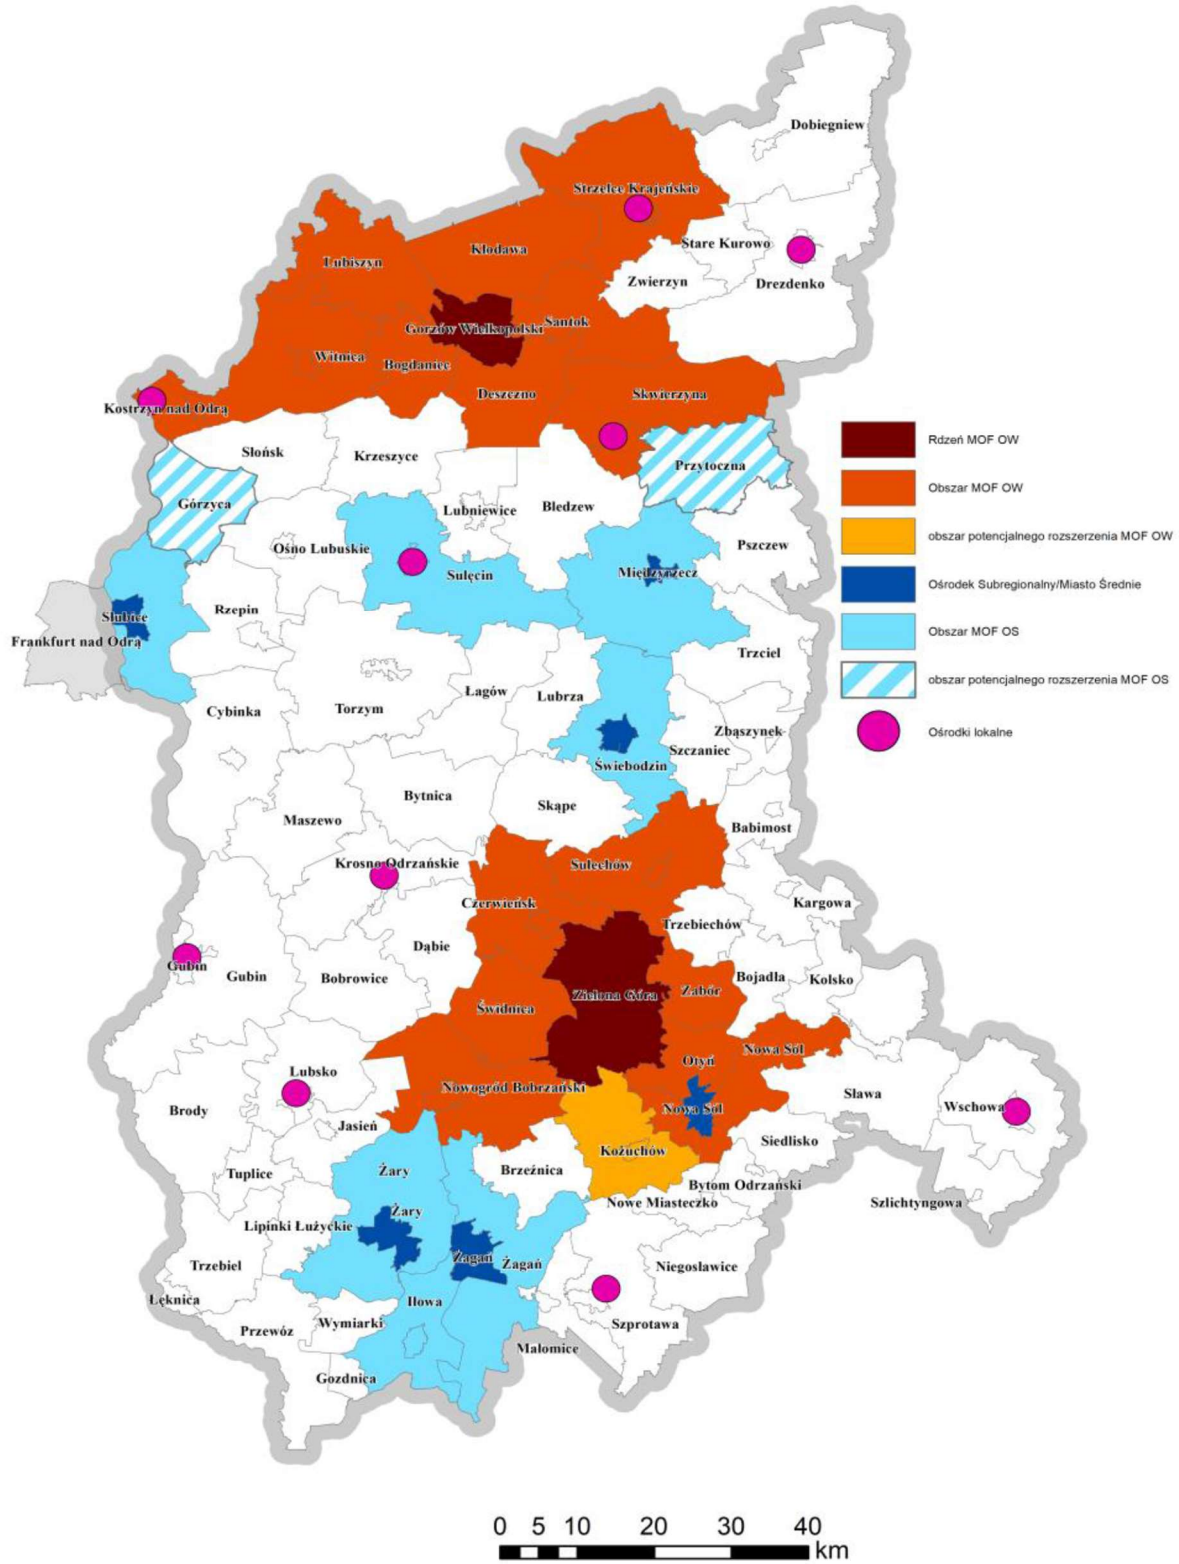 Dobiegniew
Strzelce Krajeńskie
Kłodawa
Stare Kurowo
Lubiszyn
Zwierzyn
Drezdenko
Gorzów Wielkopolski
Santok
Witnica
Bogdaniec
Deszczno
Skwierzyna
Kostrzyn nad Odrą
Słońsk
Krzeszyce
Przytoczna
Górzyca
Lubniewice
Bledzew
Ośno Lubuskie
Pszczew
Sulęcin
Międzyrzecz
Rzepin
Słubice
Frankfurt nad Odrą
Trzciel
Łagów
Lubrza
Cybinka
Torzym
Zbąszynek
Szczaniec
Świebodzin
Bytnica
Skąpe
Maszewo
Babimost
Krosno Odrzańskie
Sulechów
Czerwieńsk
Kargowa
Trzebiechów
Dąbie
Gubin
Gubin
Bobrowice
Bojadła
Kolsko
Zielona Góra
Zabór
Świdnica
Nowa Sól
Otyń
Lubsko
Nowogród Bobrzański
Sława
Brody
Nowa Sól
Wschowa
Jasień
Siedlisko
Kożuchów
Żary
Brzeźnica
Tuplice
Bytom Odrzański
Nowe Miasteczko
Szlichtyngowa
Żary
Lipinki Łużyckie
Żagań
Żagań
Trzebiel
Niegosławice
Łęknica
Iłowa
Przewóz
Wymiarki
Szprotawa
Małomice
Gozdnica
Rdzeń MOF OW
Obszar MOF OW
obszar potencjalnego rozszerzenia MOF OW
Ośrodek Subregionalny/Miasto Średnie
Obszar MOF OS
obszar potencjalnego rozszerzenia MOF OS
Ośrodki lokalne
0 5 10 20 30 40
km